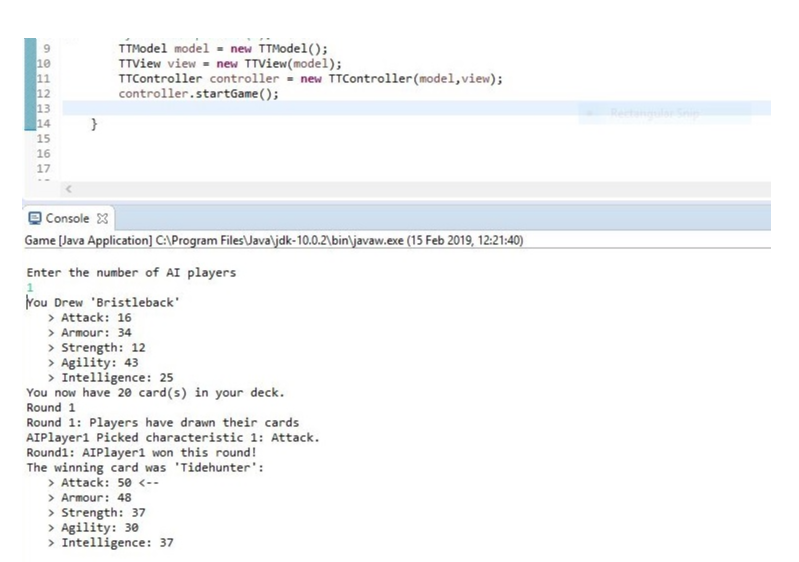 9 TTModel model = new TTModel();
10 TTView view = new TTView(model);
11 TTController controller = new TTController(model,view);
12 controller.startGame();
13
Rectangular Snip
14 }
15
16
17
<
Console
Game [Java Application] C:\Program Files\Java\jdk-10.0.2\bin\javaw.exe (15 Feb 2019, 12:21:40)
Enter the number of AI players
1
You Drew 'Bristleback'
> Attack: 16
> Armour: 34
> Strength: 12
> Agility: 43
> Intelligence: 25
You now have 20 card(s) in your deck.
Round 1
Round 1: Players have drawn their cards
AIPlayer1 Picked characteristic 1: Attack.
Round1: AIPlayer1 won this round!
The winning card was 'Tidehunter':
> Attack: 50 <--
> Armour: 48
> Strength: 37
> Agility: 30
> Intelligence: 37